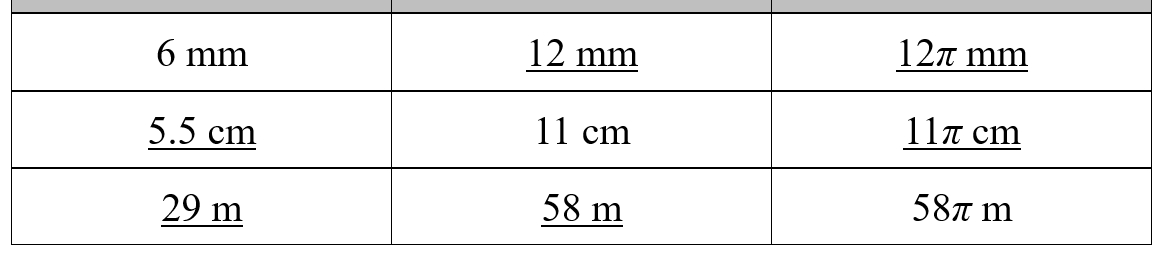 6 mm 12 mm 12π mm
5.5 cm 11 cm 11π cm
29 m 58 m 58π m